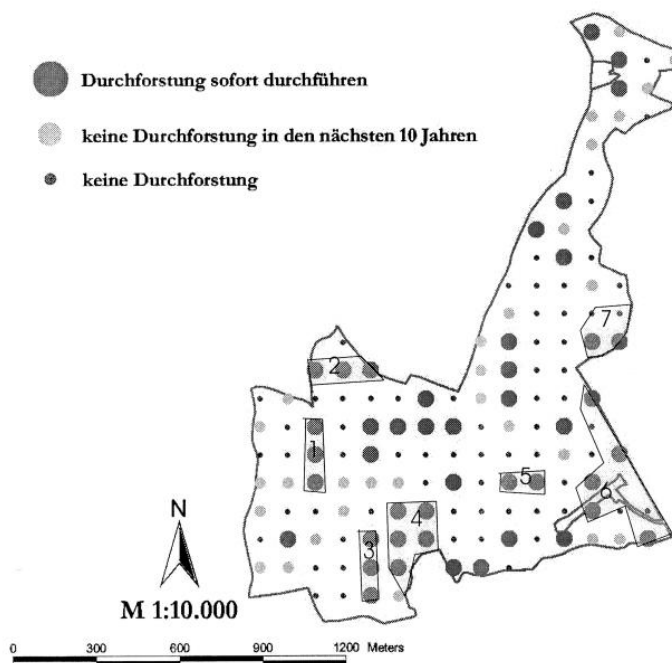 Durchforstung sofort durchführen
keine Durchforstung in den nächsten 10 Jahren
keine Durchforstung
7
2
1
5
6
4
3
N
M 1:10.000
0 300 600 900 1200 Meters